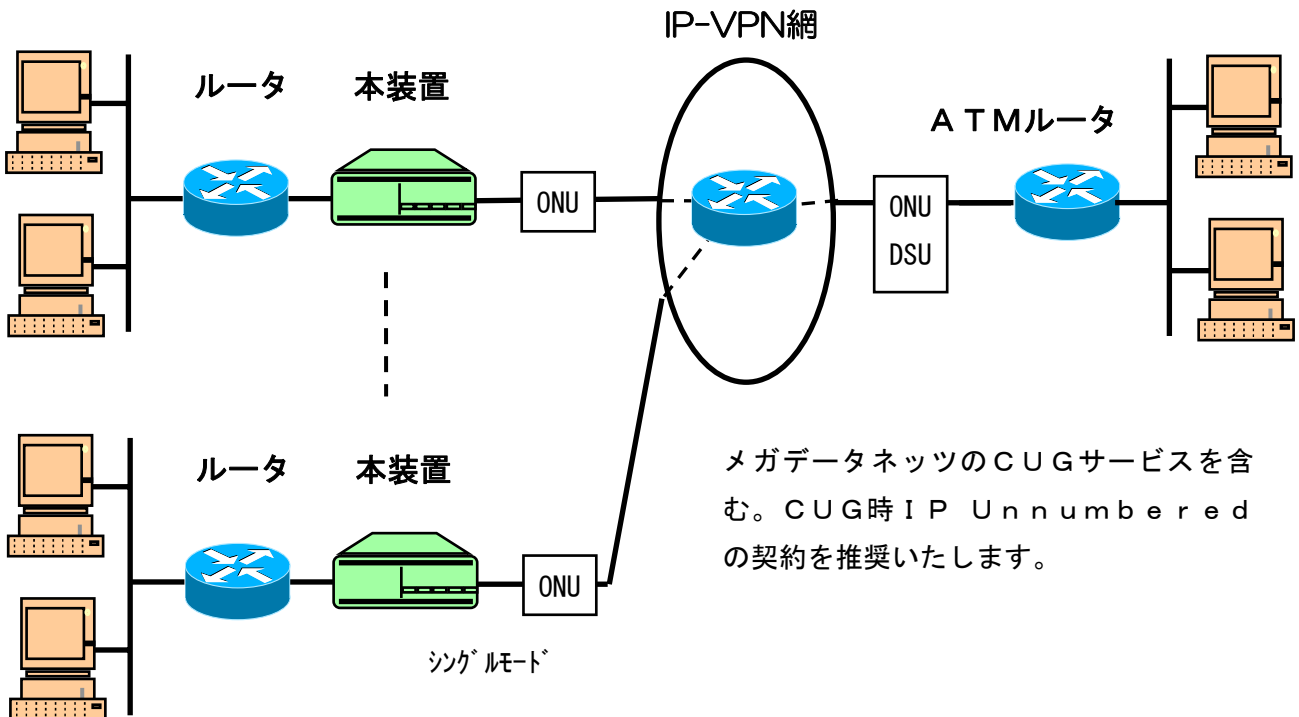 IP-VPN網
ルータ
本装置
ATMルータ
ONU
ONU
DSU
ルータ
本装置
ONU
シングルモード
メガデータネッツのCUGサービスを含
む。CUG時IP Unnumbered
の契約を推奨いたします。